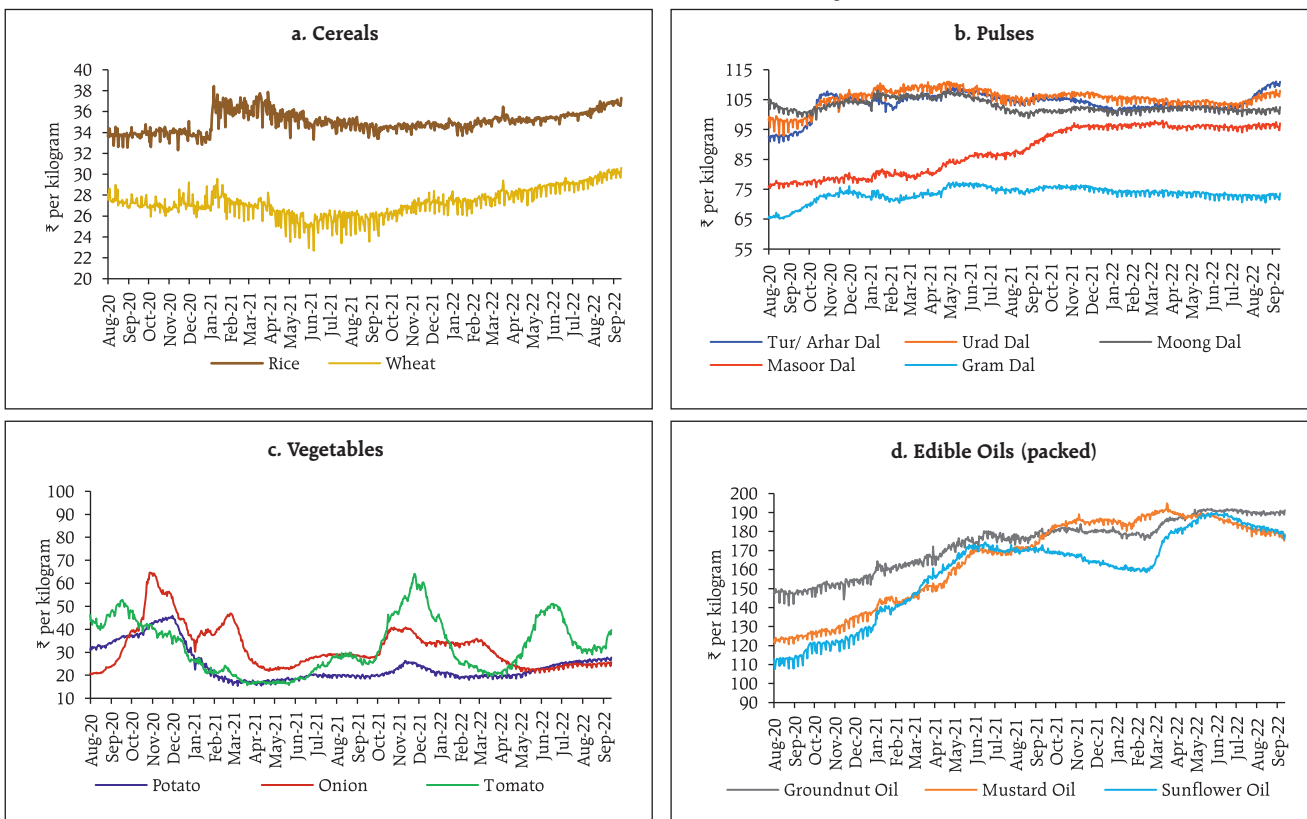 a. Cereals
₹ per kilogram
40
38
36
34
32
30
28
26
24
22
20
Aug-20
Sep-20
Oct-20
Nov-20
Dec-20
Jan-21
Feb-21
Mar-21
Apr-21
May-21
Jun-21
Jul-21
Aug-21
Sep-21
Oct-21
Nov-21
Dec-21
Jan-22
Feb-22
Mar-22
Apr-22
May-22
Jun-22
Jul-22
Aug-22
Sep-22
Rice Wheat
b. Pulses
₹ per kilogram
115
105
95
85
75
65
55
Aug-20
Sep-20
Oct-20
Nov-20
Dec-20
Jan-21
Feb-21
Mar-21
Apr-21
May-21
Jun-21
Jul-21
Aug-21
Sep-21
Oct-21
Nov-21
Dec-21
Jan-22
Feb-22
Mar-22
Apr-22
May-22
Jun-22
Jul-22
Aug-22
Sep-22
Tur/ Arhar Dal Urad Dal Moong Dal
Masoor Dal Gram Dal
c. Vegetables
₹ per kilogram
100
90
80
70
60
50
40
30
20
10
Aug-20
Sep-20
Oct-20
Nov-20
Dec-20
Jan-21
Feb-21
Mar-21
Apr-21
May-21
Jun-21
Jul-21
Aug-21
Sep-21
Oct-21
Nov-21
Dec-21
Jan-22
Feb-22
Mar-22
Apr-22
May-22
Jun-22
Jul-22
Aug-22
Sep-22
Potato Onion Tomato
d. Edible Oils (packed)
₹ per kilogram
200
190
180
170
160
150
140
130
120
110
100
90
Aug-20
Sep-20
Oct-20
Nov-20
Dec-20
Jan-21
Feb-21
Mar-21
Apr-21
May-21
Jun-21
Jul-21
Aug-21
Sep-21
Oct-21
Nov-21
Dec-21
Jan-22
Feb-22
Mar-22
Apr-22
May-22
Jun-22
Jul-22
Aug-22
Sep-22
Groundnut Oil Mustard Oil Sunflower Oil